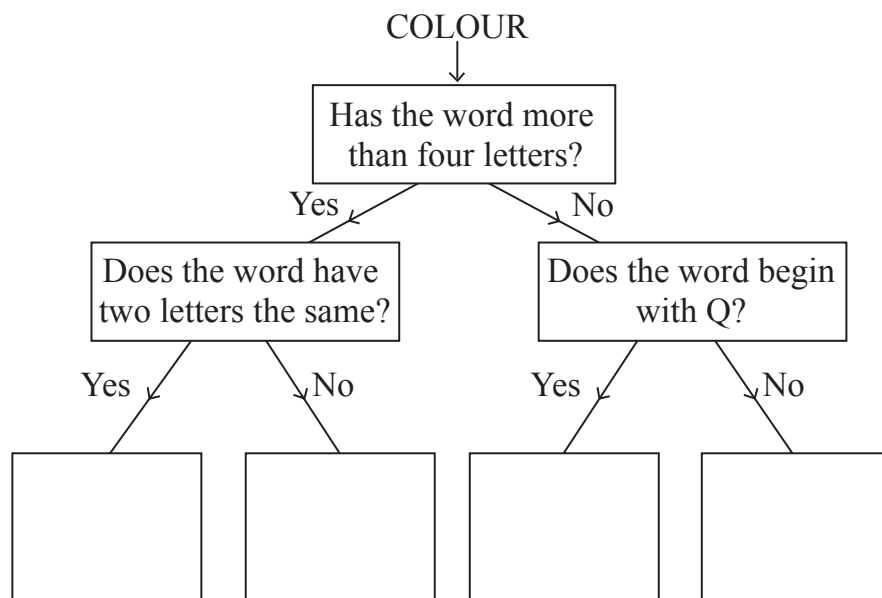 COLOUR
Has the word more
than four letters?
Yes
No
Does the word have
two letters the same?
Does the word begin
with Q?
Yes
No
Yes
No